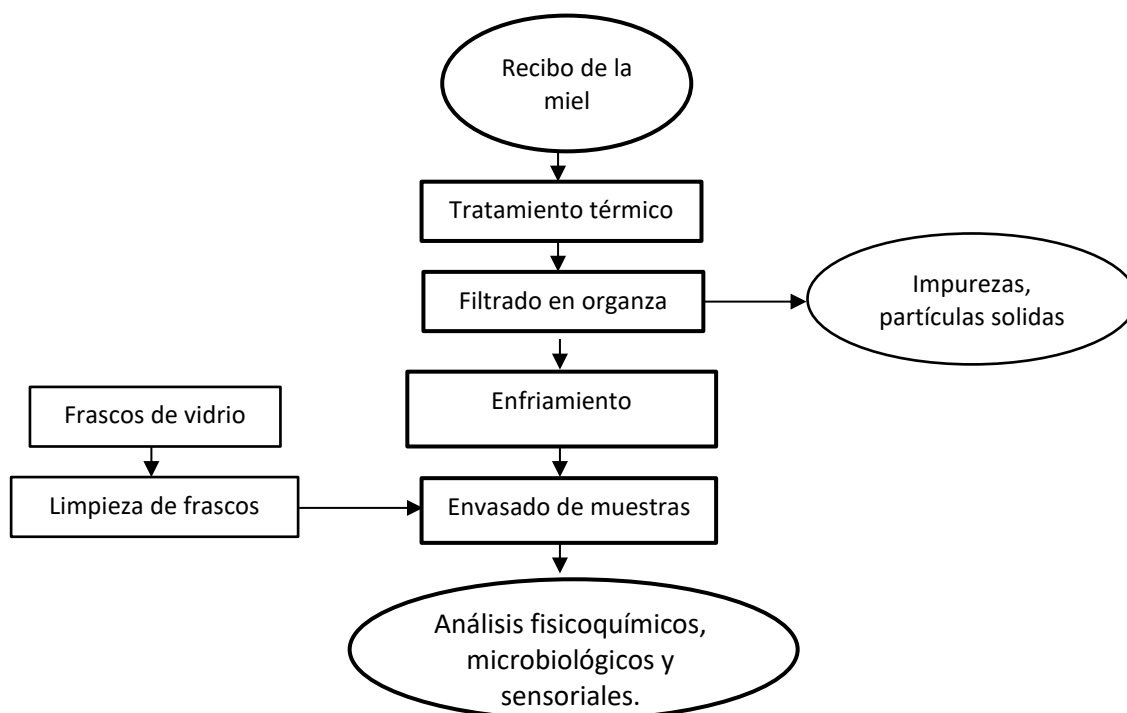 Recibo de la
miel
Tratamiento térmico
Filtrado en organza
Impurezas,
partículas solidas
Enfriamiento
Frascos de vidrio
Limpieza de frascos
Envasado de muestras
Análisis fisicoquímicos,
microbiológicos y
sensoriales.